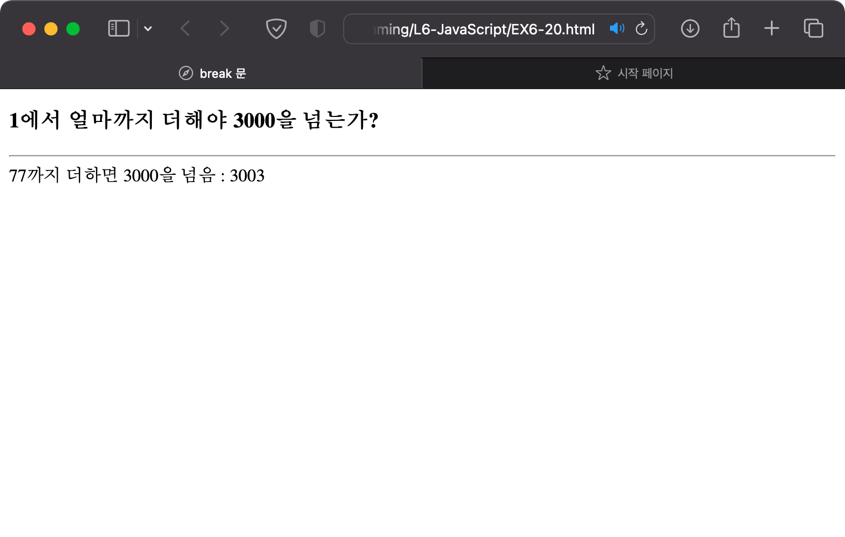 ming/L6-JavaScript/EX6-20.html
break 문
시작 페이지
1에서 얼마까지 더해야 3000을 넘는가?
77까지 더하면 3000을 넘음 : 3003